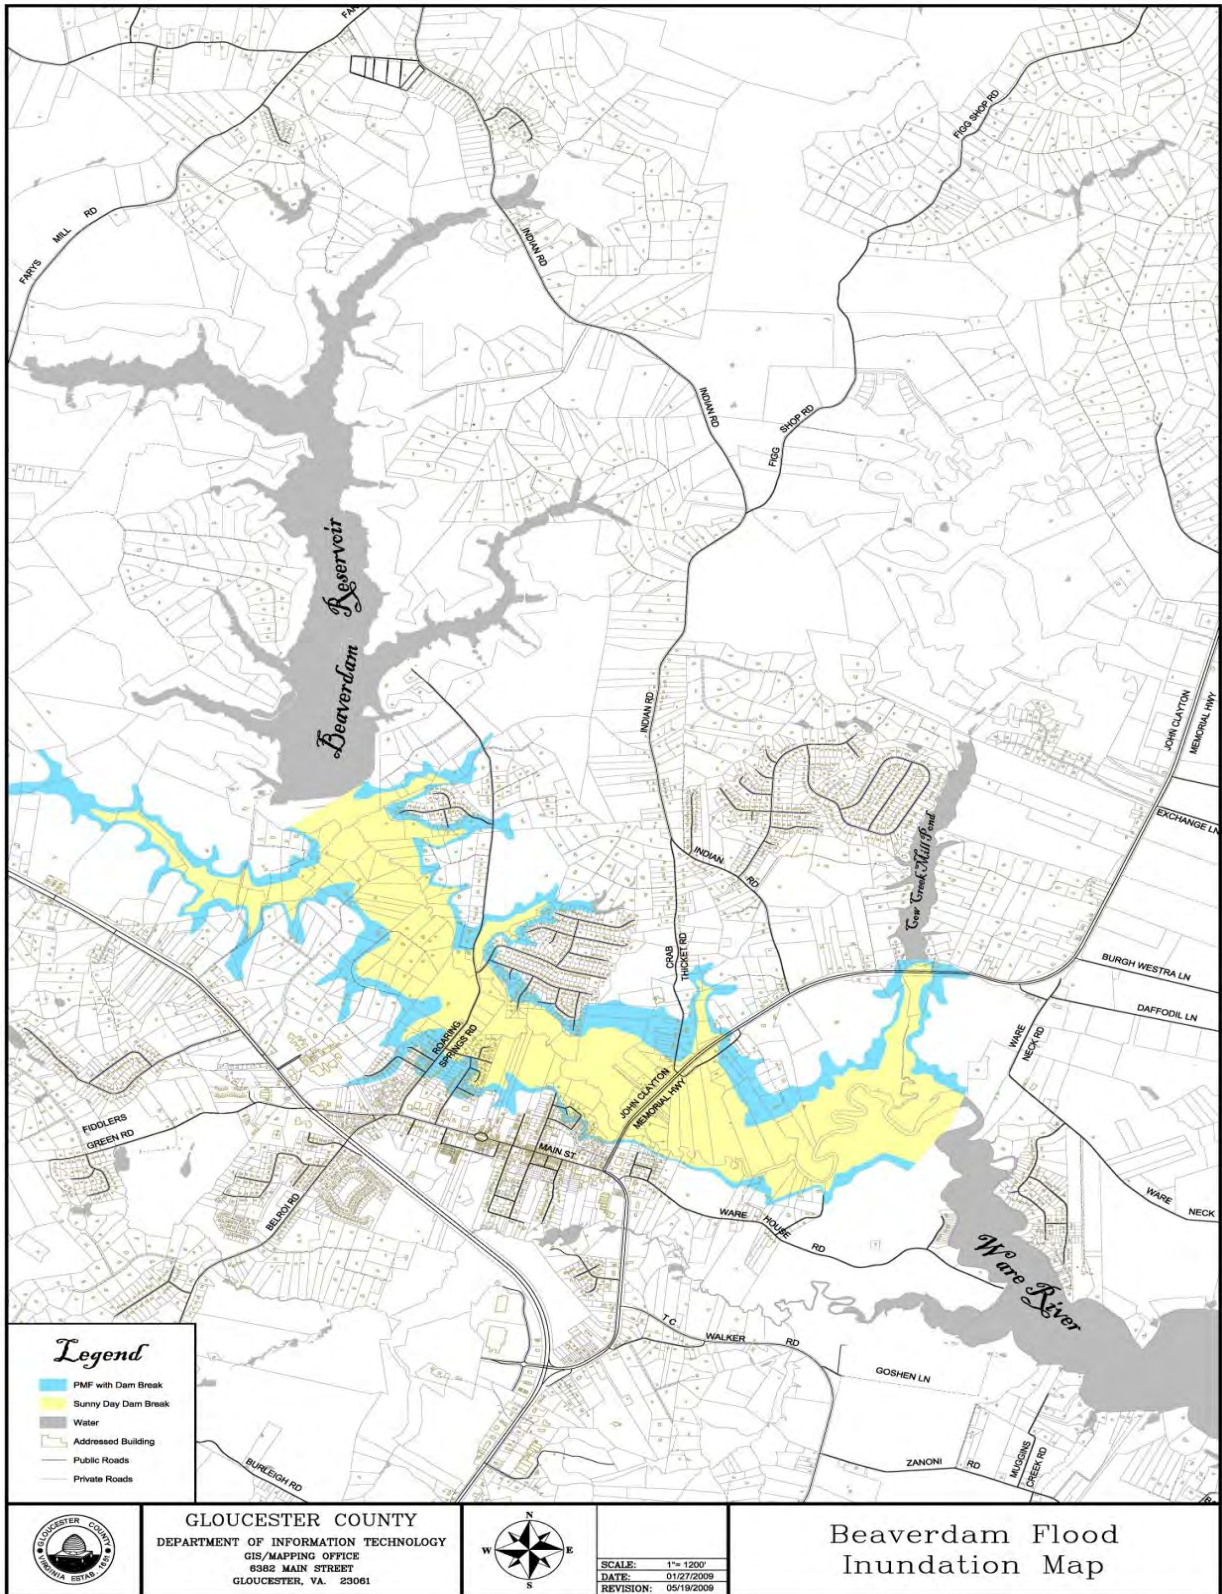 FIGG SHOP RD
FARYS MILL RD
INDIAN RD
INDIAN RD
FIGG SHOP RD
Beaverdam Reservoir
INDIAN RD
JOHN CLAYTON
MEMORIAL HWY
EXCHANGE LN
INDIAN RD
Cow Creek Mill Pond
CRAB
THICKET RD
BURGH WESTRA LN
DAFFODIL LN
WARE
NECK RD
ROARING
SPRINGS RD
JOHN CLAYTON
MEMORIAL HWY
FIDDLERS
GREEN RD
MAIN ST
BELROI RD
WARE HOUSE RD
WARE NECK
Ware River
T.C. WALKER RD
GOSHEN LN
ZANONI RD
MUGGINS
CREEK RD
BURLEIGH RD
Legend
PMF with Dam Break
Sunny Day Dam Break
Water
Addressed Building
Public Roads
Private Roads
GLOUCESTER COUNTY
VIRGINIA ESTAB. 1651
GLOUCESTER COUNTY
DEPARTMENT OF INFORMATION TECHNOLOGY
GIS/MAPPING OFFICE
6382 MAIN STREET
GLOUCESTER, VA. 23061
N
W E
S
SCALE: 1"= 1200'
DATE: 01/27/2009
REVISION: 05/19/2009
Beaverdam Flood
Inundation Map